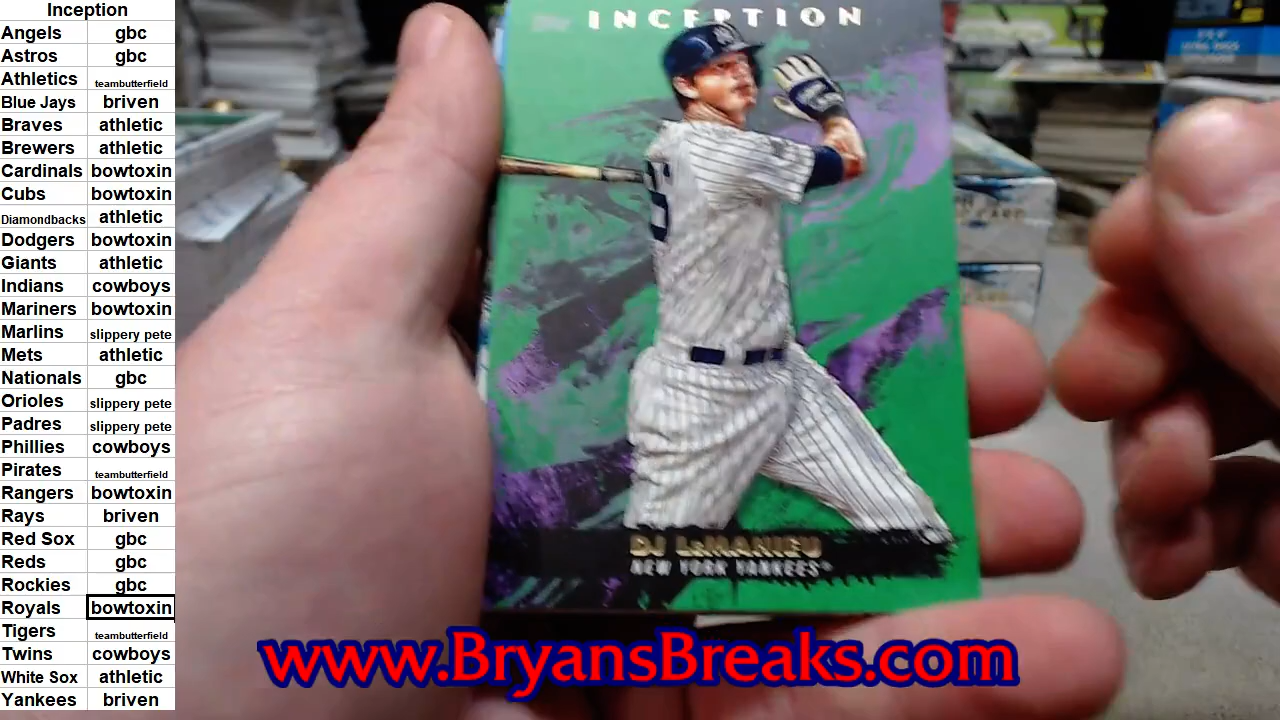 Inception
Angels gbc
Astros gbc
Athletics teambutterfield
Blue Jays briven
Braves athletic
Brewers athletic
Cardinals bowtoxin
Cubs bowtoxin
Diamondbacks athletic
Dodgers bowtoxin
Giants athletic
Indians cowboys
Mariners bowtoxin
Marlins slippery pete
Mets athletic
Nationals gbc
Orioles slippery pete
Padres slippery pete
Phillies cowboys
Pirates teambutterfield
Rangers bowtoxin
Rays briven
Red Sox gbc
Reds gbc
Rockies gbc
Royals bowtoxin
Tigers teambutterfield
Twins cowboys
White Sox athletic
Yankees briven
INCEPTION
DJ LEMAHIEU
NEW YORK YANKEES™
www.BryansBreaks.com